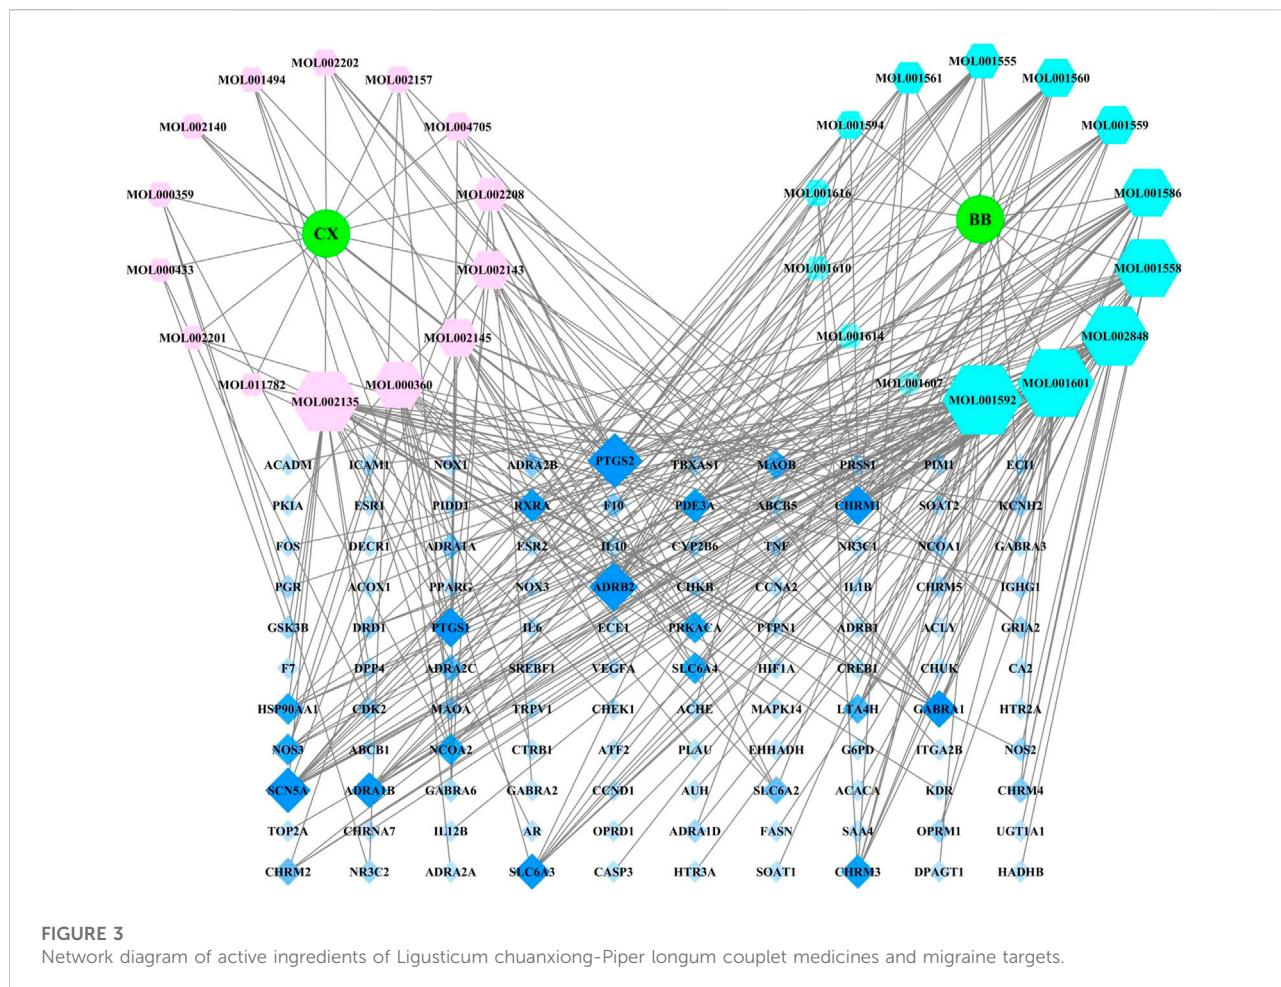 MOL002202
MOL001494
MOL002157
MOL002140
MOL004705
MOL000359
MOL002208
CX
MOL000433
MOL002143
MOL002201
MOL002145
MOL011782
MOL000360
MOL002135
MOL001555
MOL001561
MOL001560
MOL001594
MOL001559
MOL001616
MOL001586
BB
MOL001610
MOL001558
MOL001614
MOL002848
MOL001607
MOL001601
MOL001592
ACADM ICAM1 NOX1 ADRA2B PTGS2 TBXAS1 MAOB PRSS1 PIM1 ECI1
PKIA ESR1 PIDD1 RXRA F10 PDE3A ABCB5 CHRM1 SOAT2 KCNH2
FOS DECR1 ADRA1A ESR2 IL10 CYP2B6 TNF NR3C1 NCOA1 GABRA3
PGR ACOX1 PPARG NOX3 ADRB2 CHKB CCNA2 IL1B CHRM5 IGHG1
GSK3B DRD1 PTGS1 IL6 ECE1 PRKACA PTPN1 ADRB1 ACLY GRIA2
F7 DPP4 ADRA2C SREBF1 VEGFA SLC6A4 HIF1A CREB1 CHUK CA2
HSP90AA1 CDK2 MAOA TRPV1 CHEK1 ACHE MAPK14 LTA4H GABRA1 HTR2A
NOS3 ABCB1 NCOA2 CTRB1 ATF2 PLAU EHHADH G6PD ITGA2B NOS2
SCN5A ADRA1B GABRA6 GABRA2 CCND1 AUH SLC6A2 ACACA KDR CHRM4
TOP2A CHRNA7 IL12B AR OPRD1 ADRA1D FASN SAA4 OPRM1 UGT1A1
CHRM2 NR3C2 ADRA2A SLC6A3 CASP3 HTR3A SOAT1 CHRM3 DPAGT1 HADHB
FIGURE 3
Network diagram of active ingredients of Ligusticum chuanxiong-Piper longum couplet medicines and migraine targets.